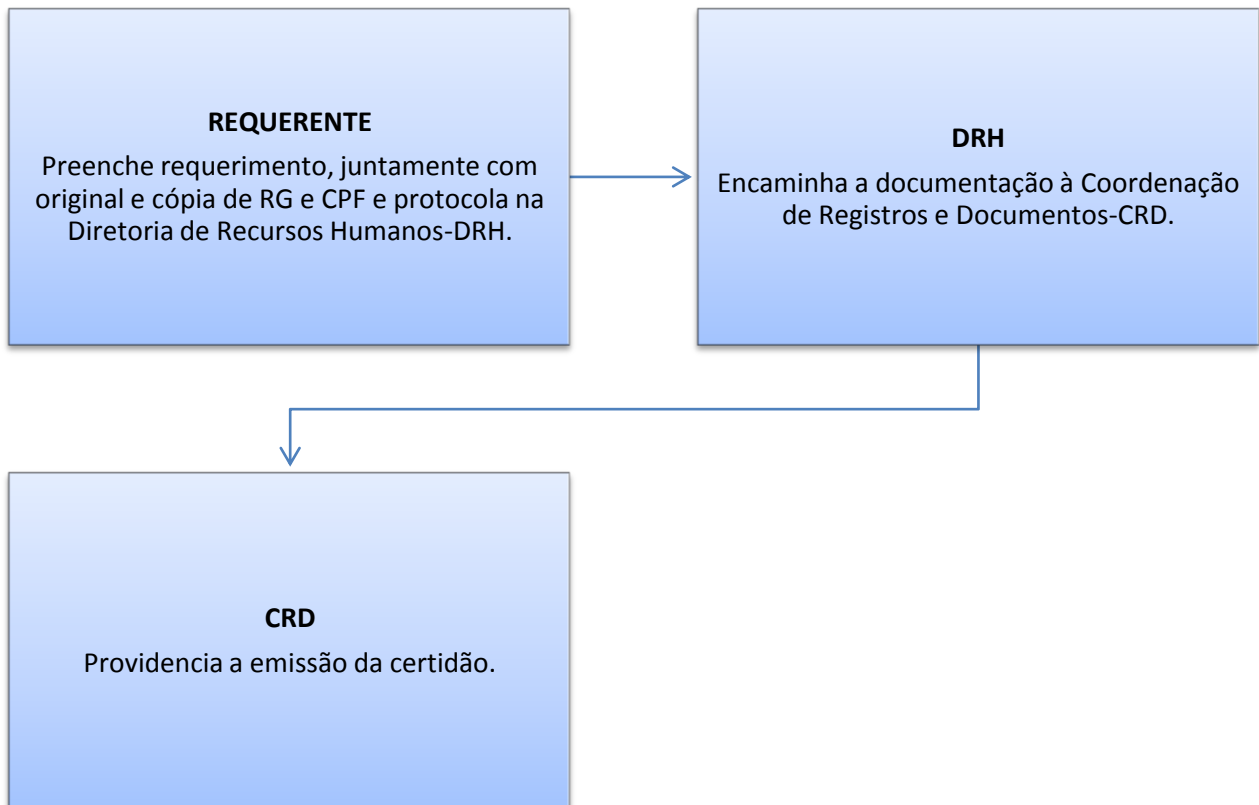 REQUERENTE
Preenche requerimento, juntamente com
original e cópia de RG e CPF e protocola na
Diretoria de Recursos Humanos-DRH.
DRH
Encaminha a documentação à Coordenação
de Registros e Documentos-CRD.
CRD
Providencia a emissão da certidão.